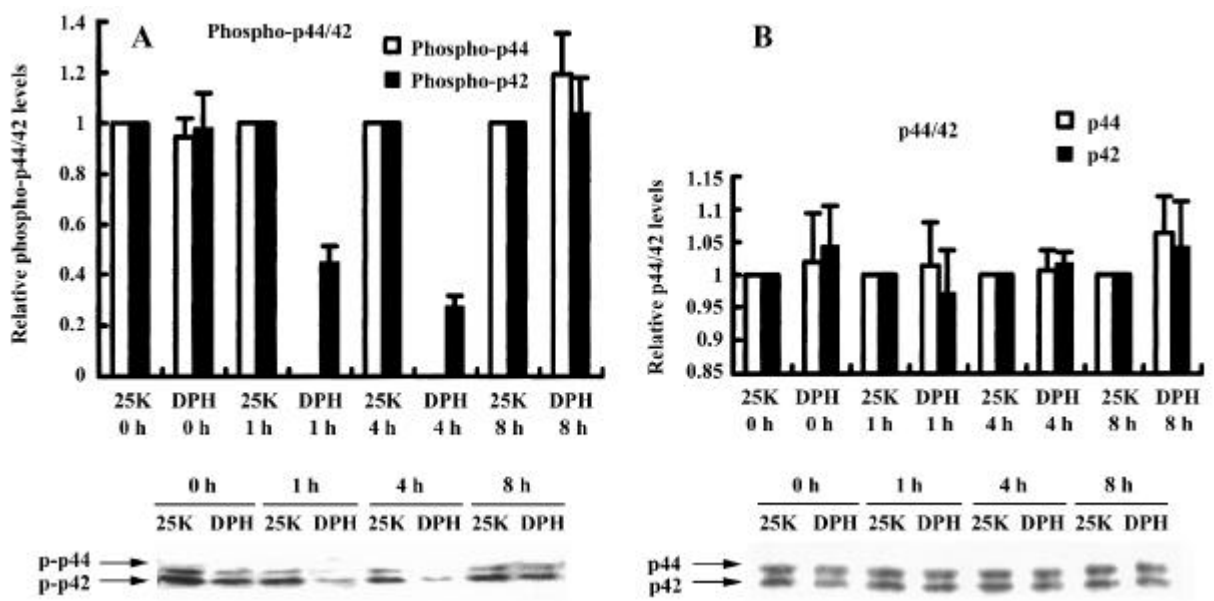 A
Phospho-p44/42
Phospho-p44
Phospho-p42
Relative phospho-p44/42 levels
1.4
1.2
1
0.8
0.6
0.4
0.2
0
25K DPH 25K DPH 25K DPH 25K DPH
0 h 0 h 1 h 1 h 4 h 4 h 8 h 8 h
0 h 1 h 4 h 8 h
25K DPH 25K DPH 25K DPH 25K DPH
p-p44
p-p42
B
p44/42
p44
p42
Relative p44/42 levels
1.15
1.1
1.05
1
0.95
0.9
0.85
25K DPH 25K DPH 25K DPH 25K DPH
0 h 0 h 1 h 1 h 4 h 4 h 8 h 8 h
0 h 1 h 4 h 8 h
25K DPH 25K DPH 25K DPH 25K DPH
p44
p42